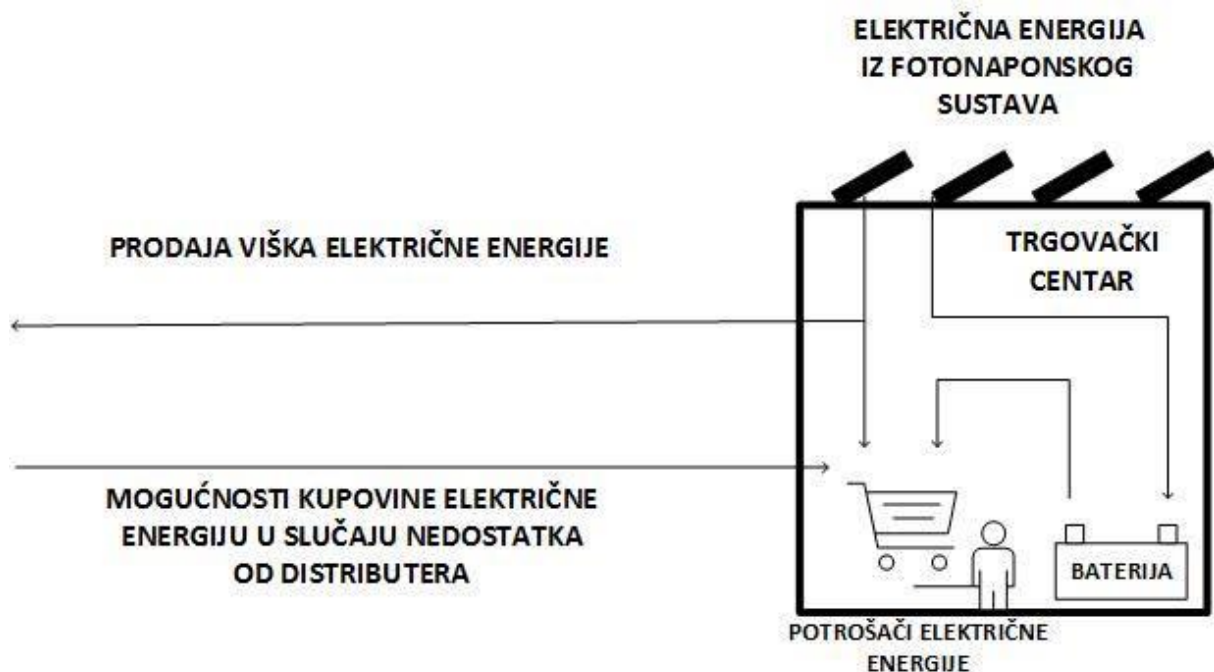 ELEKTRIČNA ENERGIJA
IZ FOTONAPONSKOG
SUSTAVA
PRODAJA VIŠKA ELEKTRIČNE ENERGIJE
TRGOVAČKI
CENTAR
MOGUĆNOSTI KUPOVINE ELEKTRIČNE
ENERGIJU U SLUČAJU NEDOSTATKA
OD DISTRIBUTERA
BATERIJA
POTROŠAČI ELEKTRIČNE
ENERGIJE